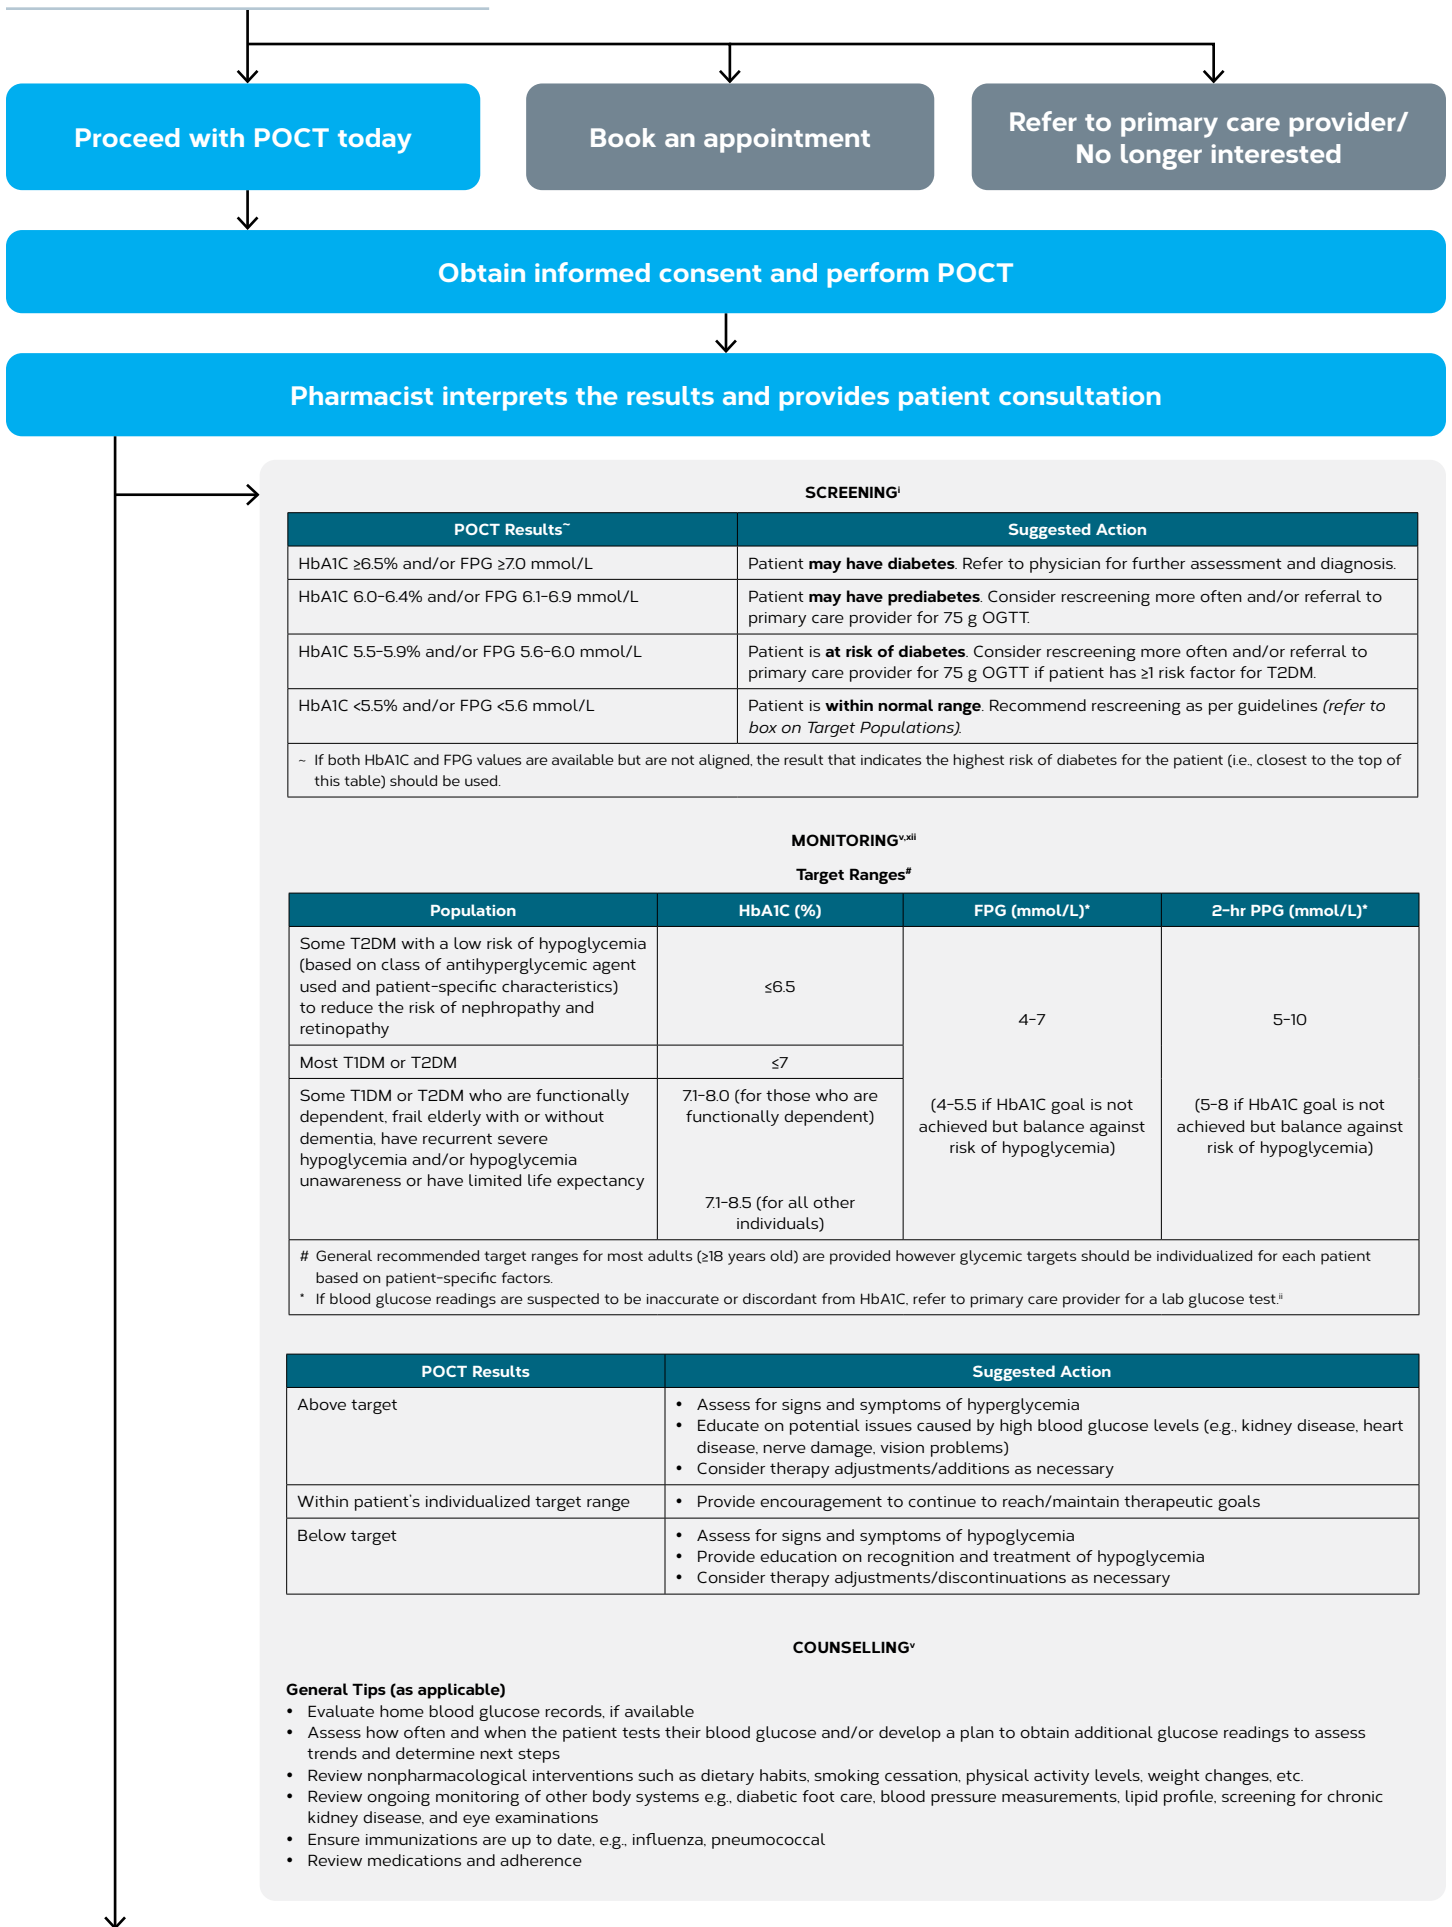 Proceed with POCT today
Book an appointment
Refer to primary care provider/
No longer interested
Obtain informed consent and perform POCT
Pharmacist interprets the results and provides patient consultation
SCREENINGⁱ
POCT Results~
Suggested Action
HbA1C ≥6.5% and/or FPG ≥7.0 mmol/L
Patient may have diabetes. Refer to physician for further assessment and diagnosis.
HbA1C 6.0-6.4% and/or FPG 6.1-6.9 mmol/L
Patient may have prediabetes. Consider rescreening more often and/or referral to
primary care provider for 75 g OGTT.
HbA1C 5.5-5.9% and/or FPG 5.6-6.0 mmol/L
Patient is at risk of diabetes. Consider rescreening more often and/or referral to
primary care provider for 75 g OGTT if patient has ≥1 risk factor for T2DM.
HbA1C <5.5% and/or FPG <5.6 mmol/L
Patient is within normal range. Recommend rescreening as per guidelines (refer to
box on Target Populations).
~ If both HbA1C and FPG values are available but are not aligned, the result that indicates the highest risk of diabetes for the patient (i.e., closest to the top of
this table) should be used.
MONITORINGᵛ,ˣⁱⁱ
Target Ranges#
Population
HbA1C (%)
FPG (mmol/L)*
2-hr PPG (mmol/L)*
Some T2DM with a low risk of hypoglycemia
(based on class of antihyperglycemic agent
used and patient-specific characteristics)
to reduce the risk of nephropathy and
retinopathy
≤6.5
4-7
5-10
Most T1DM or T2DM
≤7
Some T1DM or T2DM who are functionally
dependent, frail elderly with or without
dementia, have recurrent severe
hypoglycemia and/or hypoglycemia
unawareness or have limited life expectancy
7.1-8.0 (for those who are
functionally dependent)
7.1-8.5 (for all other
individuals)
(4-5.5 if HbA1C goal is not
achieved but balance against
risk of hypoglycemia)
(5-8 if HbA1C goal is not
achieved but balance against
risk of hypoglycemia)
# General recommended target ranges for most adults (≥18 years old) are provided however glycemic targets should be individualized for each patient
based on patient-specific factors.
* If blood glucose readings are suspected to be inaccurate or discordant from HbA1C, refer to primary care provider for a lab glucose test.ⁱⁱ
POCT Results
Suggested Action
Above target
• Assess for signs and symptoms of hyperglycemia
• Educate on potential issues caused by high blood glucose levels (e.g., kidney disease, heart
disease, nerve damage, vision problems)
• Consider therapy adjustments/additions as necessary
Within patient's individualized target range
• Provide encouragement to continue to reach/maintain therapeutic goals
Below target
• Assess for signs and symptoms of hypoglycemia
• Provide education on recognition and treatment of hypoglycemia
• Consider therapy adjustments/discontinuations as necessary
COUNSELLINGᵛ
General Tips (as applicable)
• Evaluate home blood glucose records, if available
• Assess how often and when the patient tests their blood glucose and/or develop a plan to obtain additional glucose readings to assess
trends and determine next steps
• Review nonpharmacological interventions such as dietary habits, smoking cessation, physical activity levels, weight changes, etc.
• Review ongoing monitoring of other body systems e.g., diabetic foot care, blood pressure measurements, lipid profile, screening for chronic
kidney disease, and eye examinations
• Ensure immunizations are up to date, e.g., influenza, pneumococcal
• Review medications and adherence